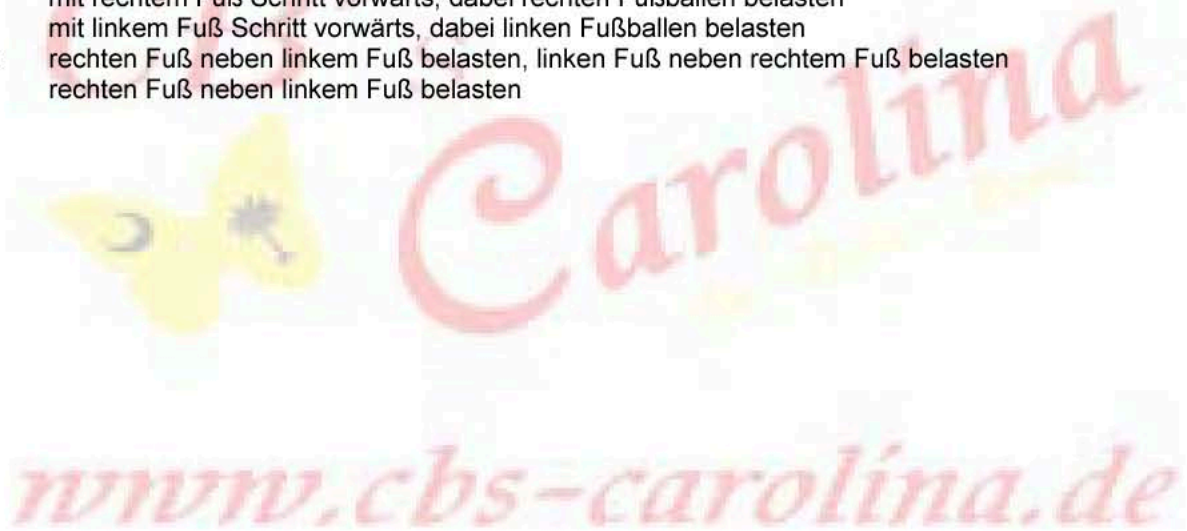 mit rechtem Fuß Schritt vorwärts, dabei rechten Fußballen belasten
mit linkem Fuß Schritt vorwärts, dabei linken Fußballen belasten
rechten Fuß neben linkem Fuß belasten, linken Fuß neben rechtem Fuß belasten
rechten Fuß neben linkem Fuß belasten
Carolina
www.cbs-carolina.de